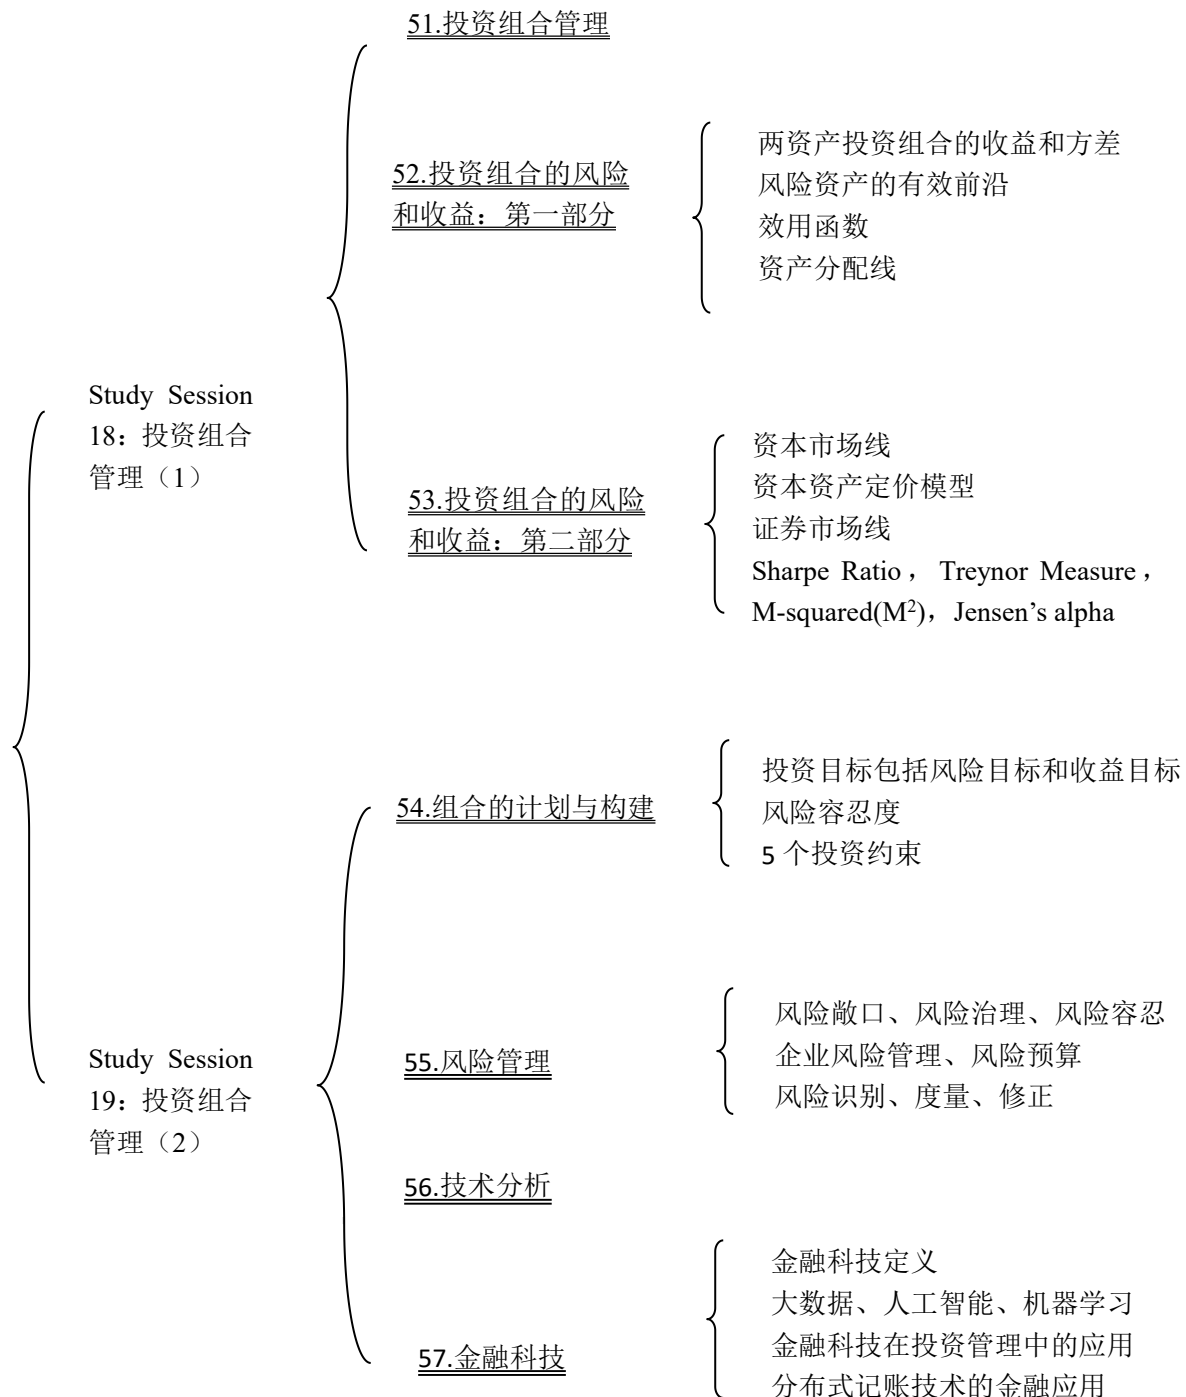 51.投资组合管理
52.投资组合的风险
和收益：第一部分
两资产投资组合的收益和方差
风险资产的有效前沿
效用函数
资产分配线
Study Session
18：投资组合
管理（1）
53.投资组合的风险
和收益：第二部分
资本市场线
资本资产定价模型
证券市场线
Sharpe Ratio，Treynor Measure，
M-squared(M²)，Jensen's alpha
54.组合的计划与构建
投资目标包括风险目标和收益目标
风险容忍度
5 个投资约束
Study Session
19：投资组合
管理（2）
55.风险管理
风险敞口、风险治理、风险容忍
企业风险管理、风险预算
风险识别、度量、修正
56.技术分析
57.金融科技
金融科技定义
大数据、人工智能、机器学习
金融科技在投资管理中的应用
分布式记账技术的金融应用